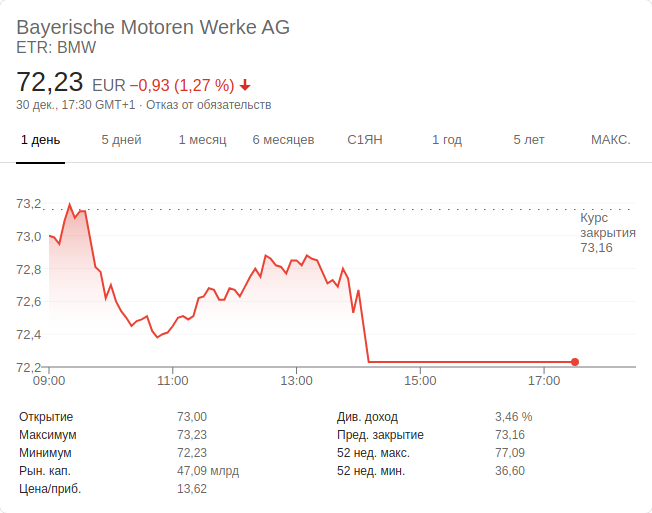 Bayerische Motoren Werke AG
ETR: BMW
72,23 EUR −0,93 (1,27 %)
30 дек., 17:30 GMT+1 · Отказ от обязательств
1 день 5 дней 1 месяц 6 месяцев С1ЯН 1 год 5 лет МАКС.
73,2
Курс
закрытия
73,16
73,0
72,8
72,6
72,4
72,2
09:00 11:00 13:00 15:00 17:00
Открытие 73,00 Див. доход 3,46 %
Максимум 73,23 Пред. закрытие 73,16
Минимум 72,23 52 нед. макс. 77,09
Рын. кап. 47,09 млрд 52 нед. мин. 36,60
Цена/приб. 13,62